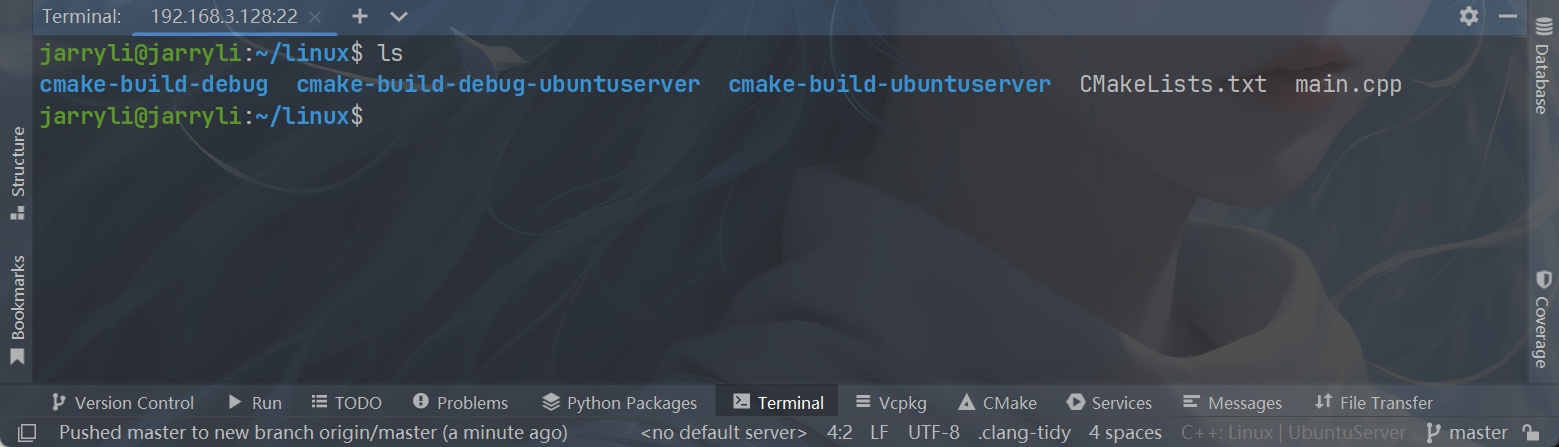 Terminal: 192.168.3.128:22
jarryli@jarryli:~/linux$ ls
cmake-build-debug cmake-build-debug-ubuntuserver cmake-build-ubuntuserver CMakeLists.txt main.cpp
jarryli@jarryli:~/linux$
Structure
Bookmarks
Database
Coverage
Version Control Run TODO Problems Python Packages Terminal Vcpkg CMake Services Messages File Transfer
Pushed master to new branch origin/master (a minute ago) <no default server> 4:2 LF UTF-8 .clang-tidy 4 spaces C++: Linux | UbuntuServer master